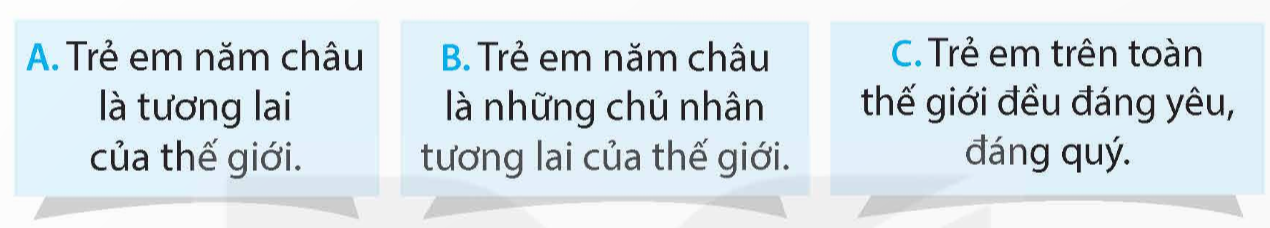 A. Trẻ em năm châu
là tương lai
của thế giới.
B. Trẻ em năm châu
là những chủ nhân
tương lai của thế giới.
C. Trẻ em trên toàn
thế giới đều đáng yêu,
đáng quý.